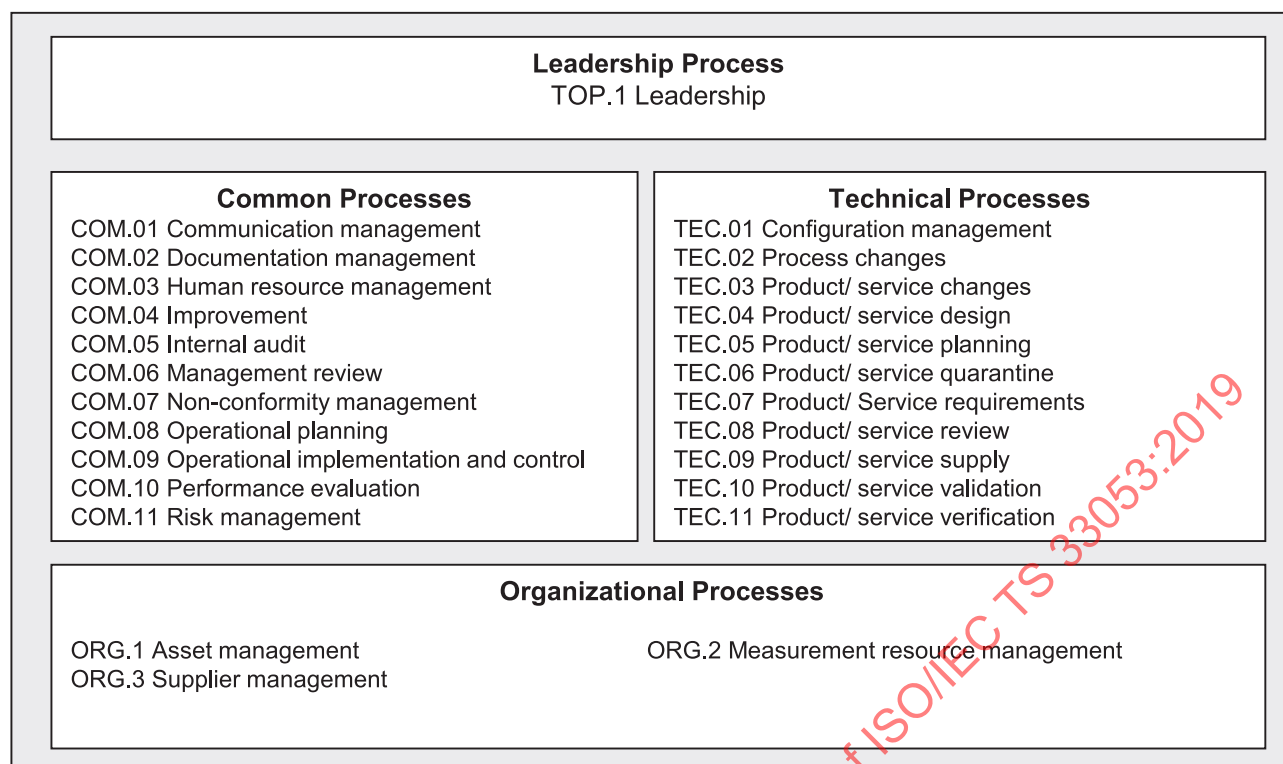 Leadership Process
TOP.1 Leadership
Common Processes
COM.01 Communication management
COM.02 Documentation management
COM.03 Human resource management
COM.04 Improvement
COM.05 Internal audit
COM.06 Management review
COM.07 Non-conformity management
COM.08 Operational planning
COM.09 Operational implementation and control
COM.10 Performance evaluation
COM.11 Risk management
Technical Processes
TEC.01 Configuration management
TEC.02 Process changes
TEC.03 Product/ service changes
TEC.04 Product/ service design
TEC.05 Product/ service planning
TEC.06 Product/ service quarantine
TEC.07 Product/ Service requirements
TEC.08 Product/ service review
TEC.09 Product/ service supply
TEC.10 Product/ service validation
TEC.11 Product/ service verification
Organizational Processes
ORG.1 Asset management
ORG.2 Measurement resource management
ORG.3 Supplier management
f ISO/IEC TS 33053:2019